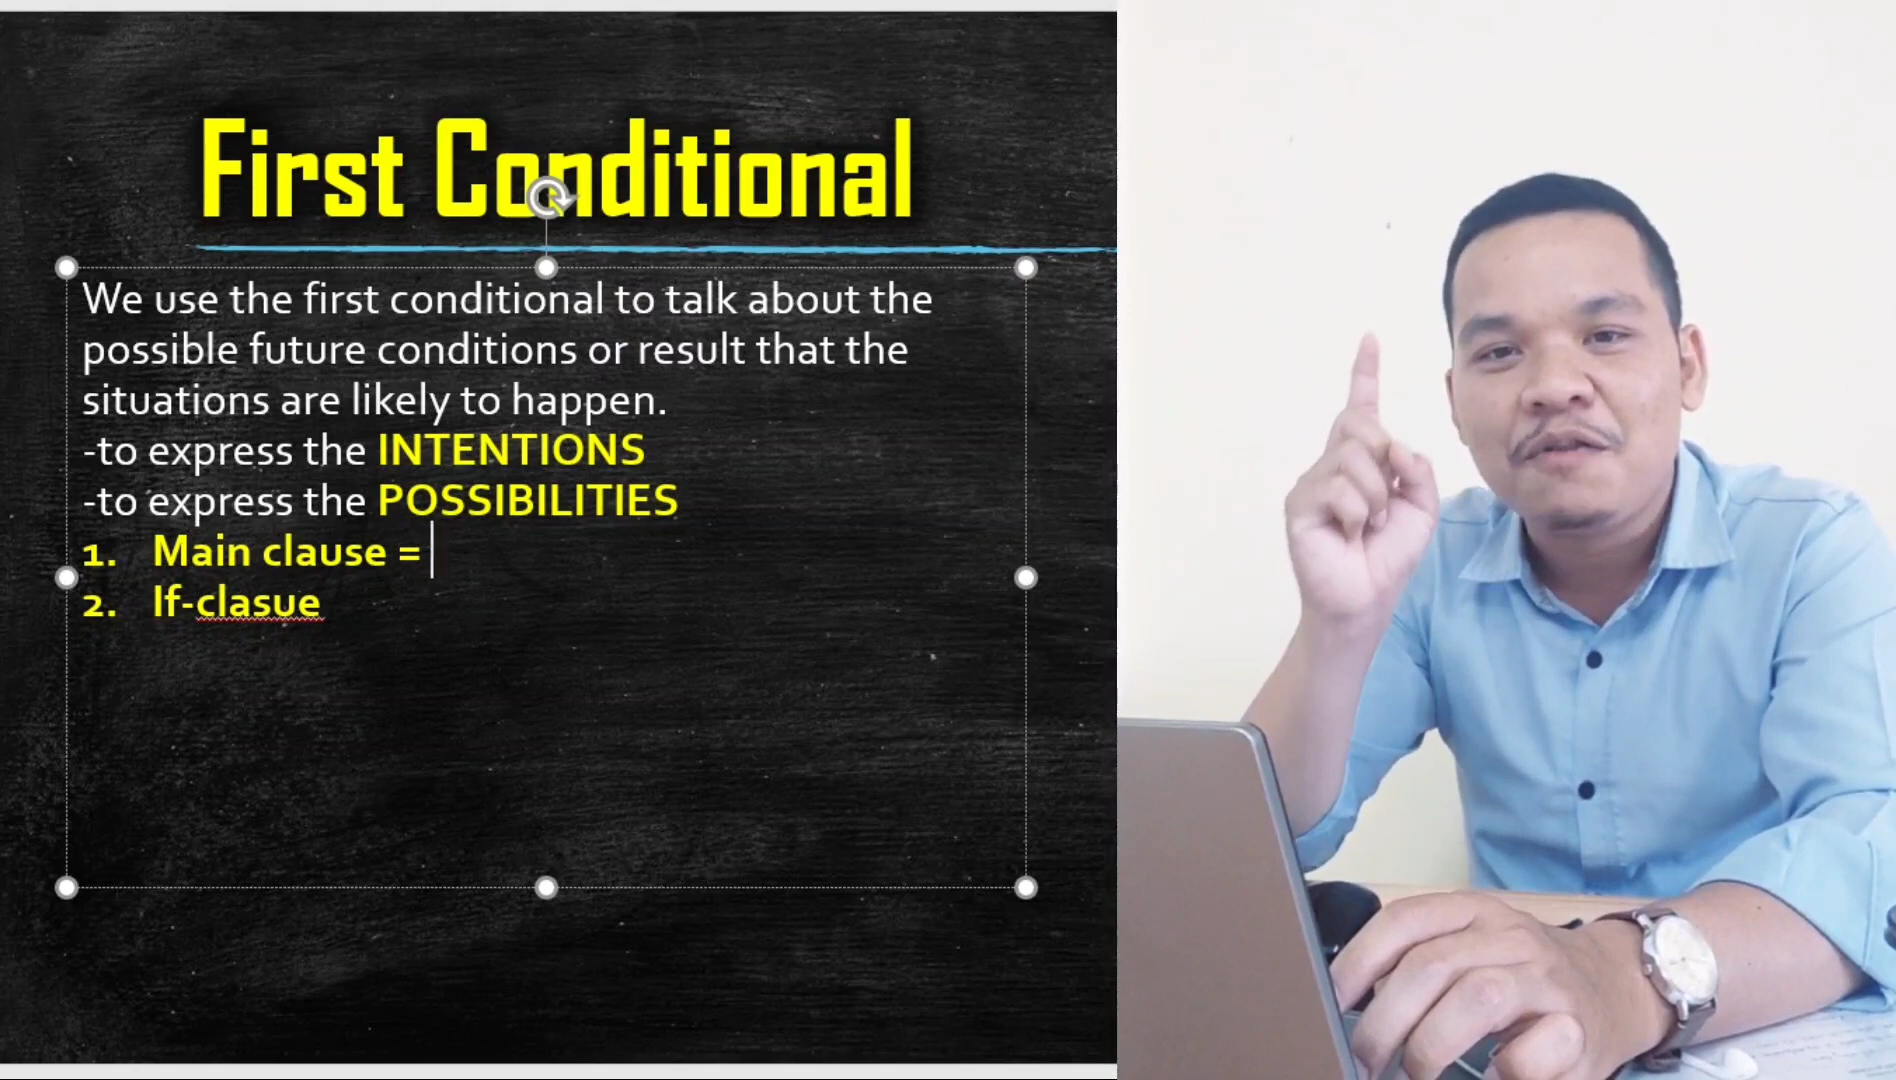 First Conditional
We use the first conditional to talk about the
possible future conditions or result that the
situations are likely to happen.
-to express the INTENTIONS
-to express the POSSIBILITIES
1. Main clause =
2. If-clasue